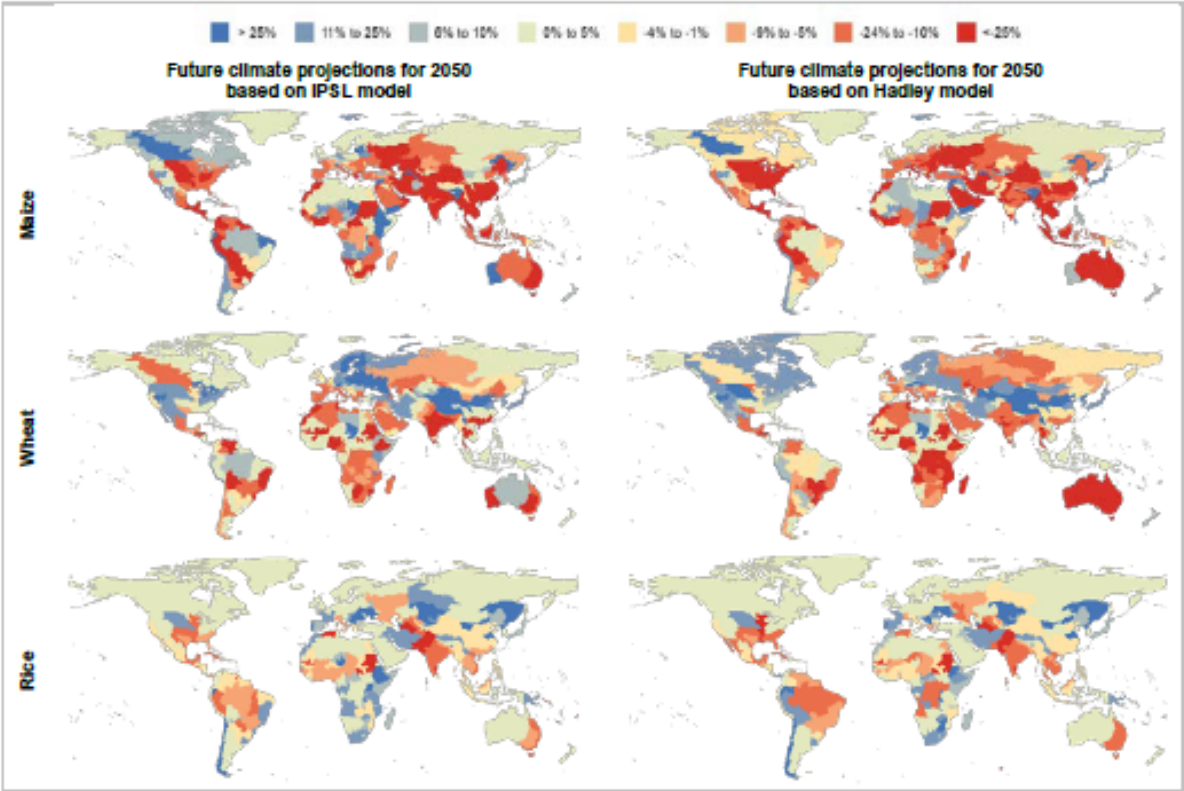 > 25%
11% to 25%
6% to 10%
0% to 5%
-4% to -1%
-9% to -5%
-24% to -10%
<-25%
Future climate projections for 2050
based on IPSL model
Future climate projections for 2050
based on Hadley model
Maize
Wheat
Rice